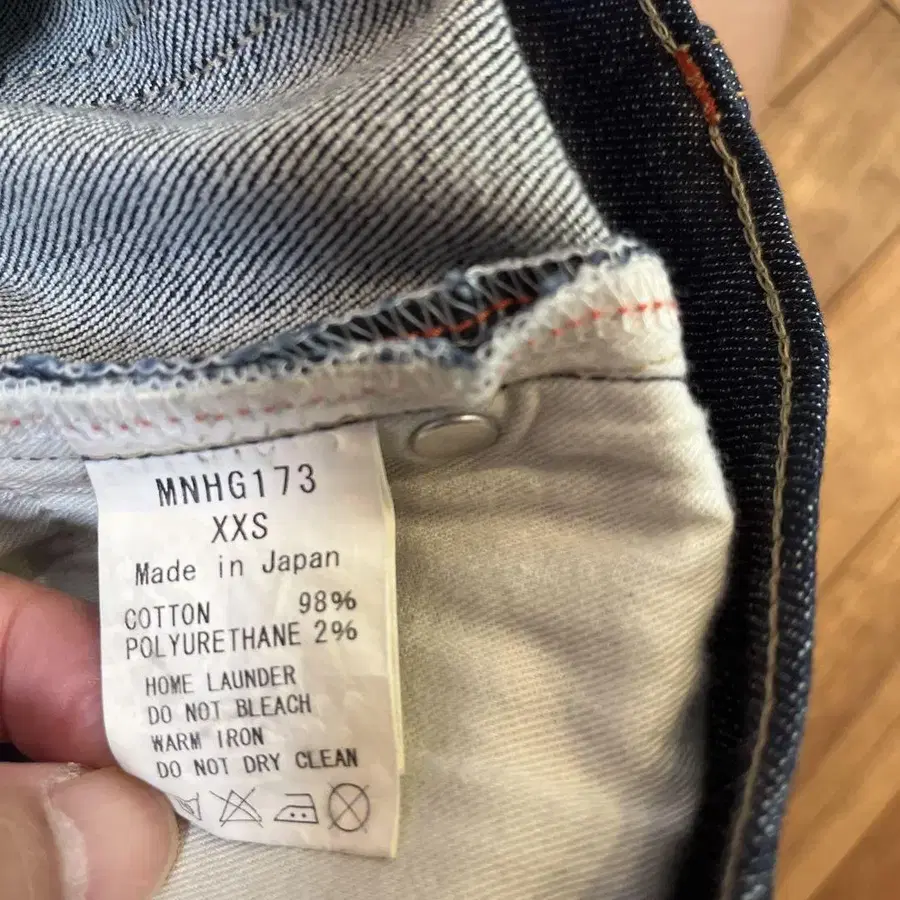 MNHG173
XXS
Made in Japan
COTTON 98%
POLYURETHANE 2%
HOME LAUNDER
DO NOT BLEACH
WARM IRON
DO NOT DRY CLEAN